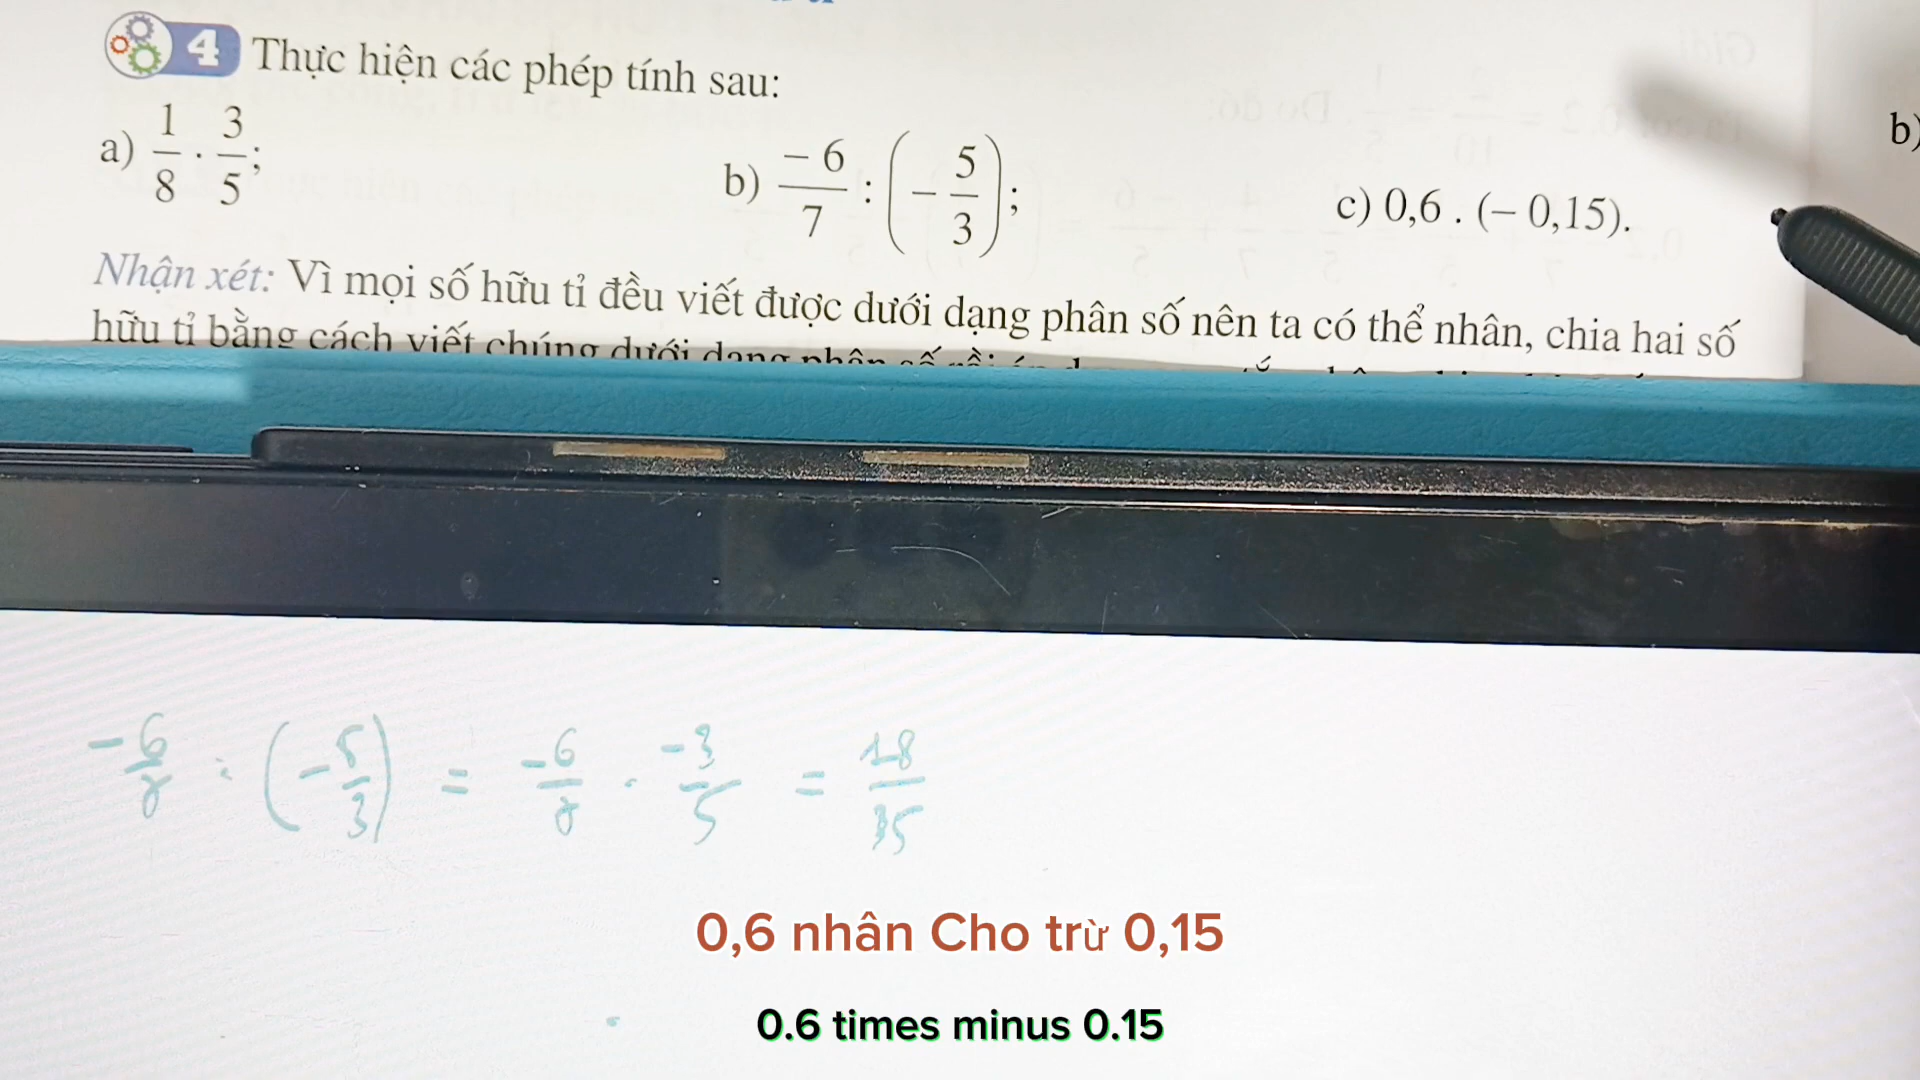 4 Thực hiện các phép tính sau:
a) 1/8 . 3/5;
b) -6/7 : (-5/3);
c) 0,6 . (– 0,15).
b)
Nhận xét: Vì mọi số hữu tỉ đều viết được dưới dạng phân số nên ta có thể nhân, chia hai số
hữu tỉ bằng cách viết chúng dưới dạng phân số
-6/7 : (-5/3) = -6/7 . -3/5 = 18/35
0,6 nhân Cho trừ 0,15
0.6 times minus 0.15